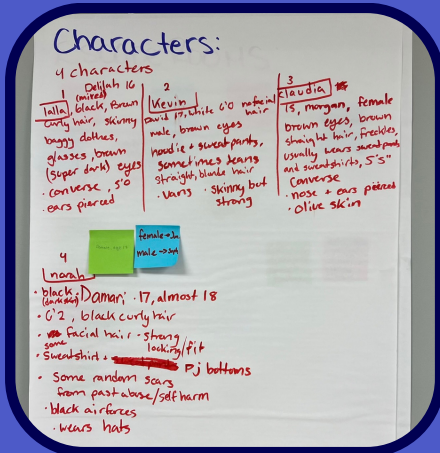 Characters:
4 characters
1 Delilah 16
(mixed)
lalla, black, brown
curly hair, skinny
baggy clothes,
glasses, brown
(super dark) eyes
• converse, 5'0
• ears pierced
2
Kevin
David 17, white 6'0 no facial hair
male, brown eyes
hoodie + sweatpants,
sometimes jeans
straight, blonde hair
• Vans • skinny but
strong
3
Claudia
15, morgan, female
brown eyes, brown
straight hair, freckles,
usually wears sweatpants
and sweatshirts, 5'5"
Converse
• nose + ears pierced
• Olive skin
female →
male →
4
norah
• black Damari • 17, almost 18
(darkskin)
• 6'2, black curly hair
• some facial hair • strong
looking/fit
• sweatshirt + Pj bottoms
• Some random scars
from past abuse/self harm
• black airforces
• wears hats